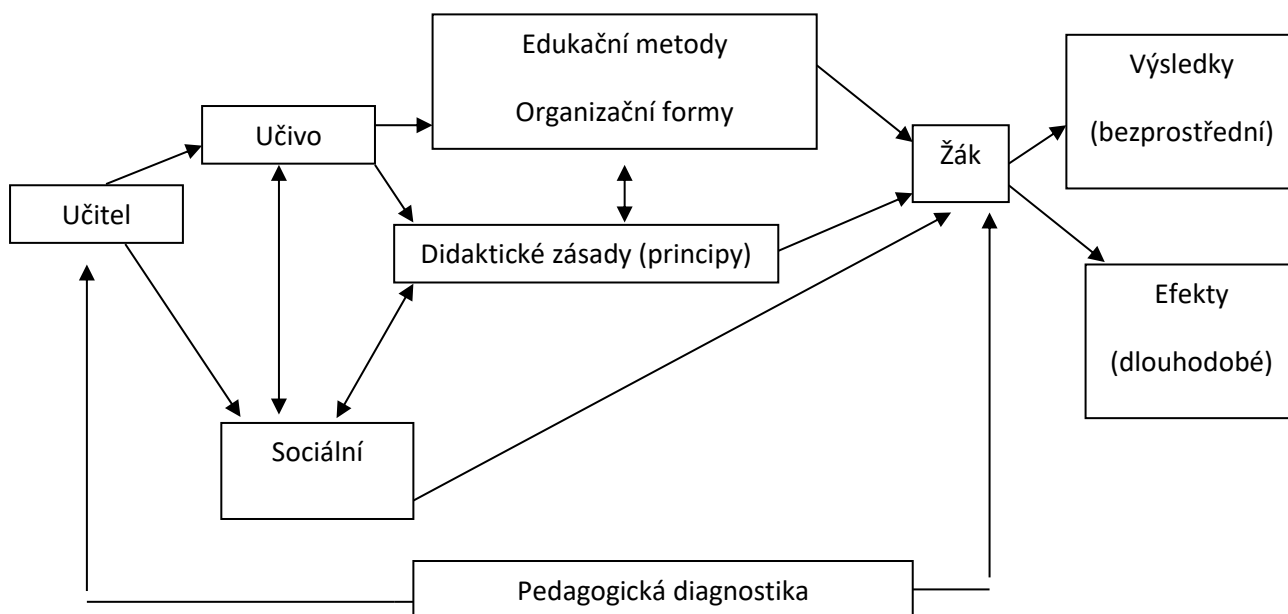 Edukační metody
Organizační formy
Výsledky
(bezprostřední)
Učivo
Žák
Učitel
Didaktické zásady (principy)
Efekty
(dlouhodobé)
Sociální
Pedagogická diagnostika